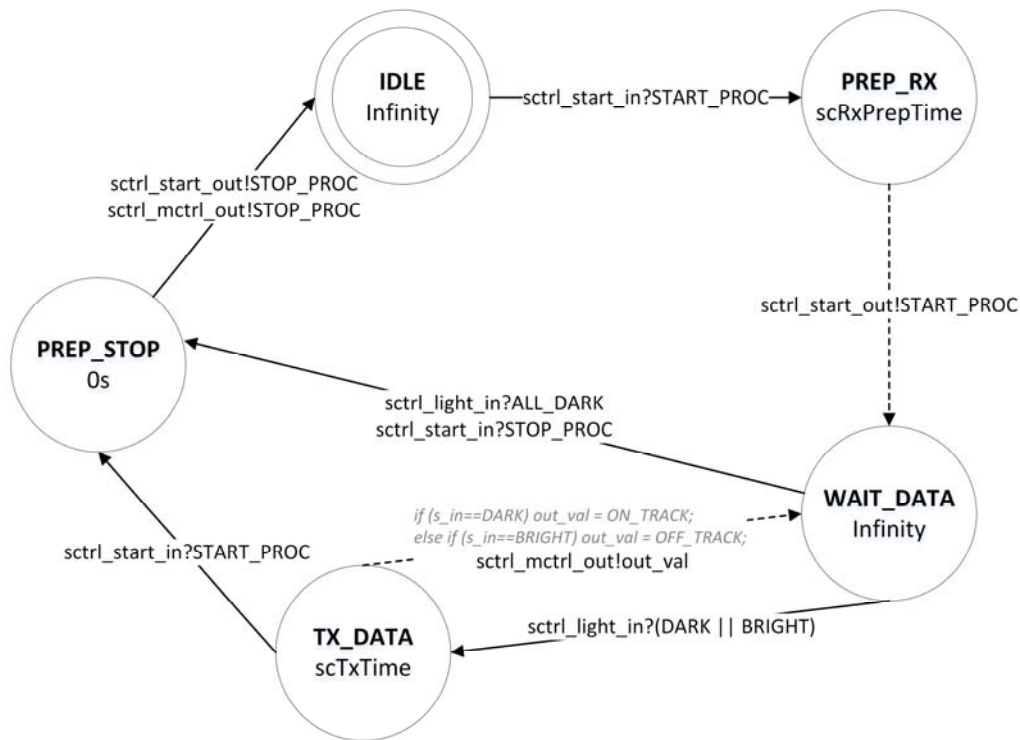 IDLE
Infinity
sctrl_start_in?START_PROC
PREP_RX
scRxPrepTime
sctrl_start_out!STOP_PROC
sctrl_mctrl_out!STOP_PROC
sctrl_start_out!START_PROC
PREP_STOP
0s
sctrl_light_in?ALL_DARK
sctrl_start_in?STOP_PROC
WAIT_DATA
Infinity
if (s_in==DARK) out_val = ON_TRACK;
else if (s_in==BRIGHT) out_val = OFF_TRACK;
sctrl_mctrl_out!out_val
sctrl_start_in?START_PROC
TX_DATA
scTxTime
sctrl_light_in?(DARK || BRIGHT)